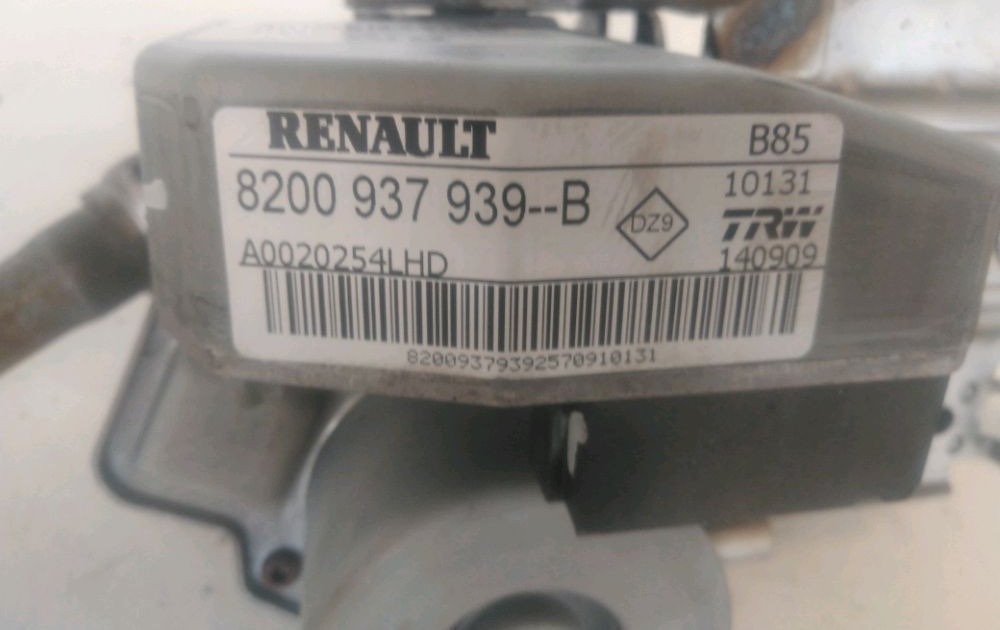 RENAULT B85
8200 937 939--B
10131
DZ9
TRW
A0020254LHD
140909
82009379392570910131